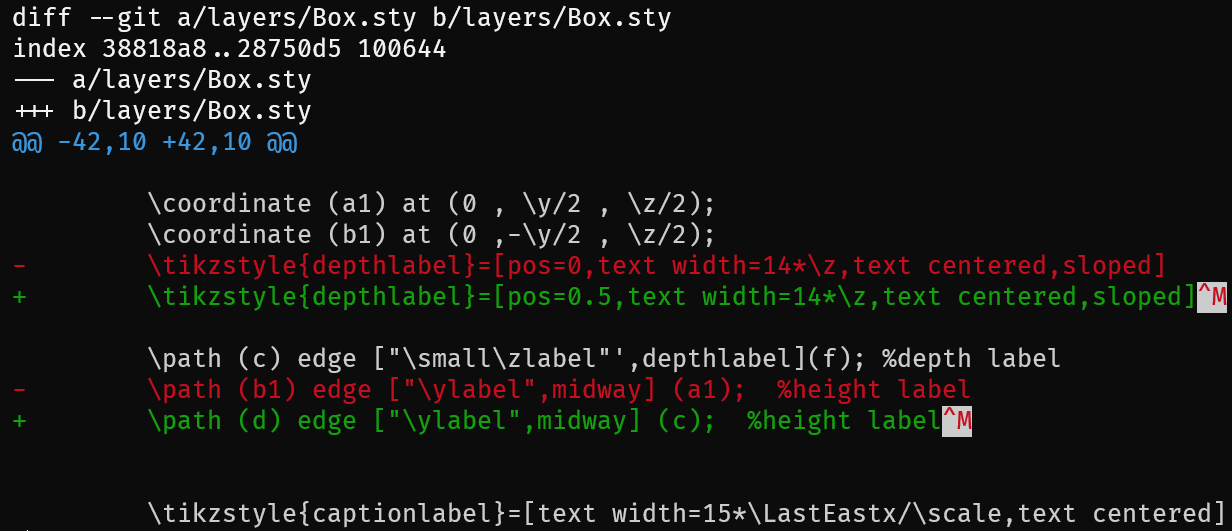 diff --git a/layers/Box.sty b/layers/Box.sty
index 38818a8..28750d5 100644
--- a/layers/Box.sty
+++ b/layers/Box.sty
@@ -42,10 +42,10 @@
\coordinate (a1) at (0 , \y/2 , \z/2);
\coordinate (b1) at (0 ,-\y/2 , \z/2);
-        \tikzstyle{depthlabel}=[pos=0,text width=14*\z,text centered,sloped]
+        \tikzstyle{depthlabel}=[pos=0.5,text width=14*\z,text centered,sloped]^M
\path (c) edge ["\small\zlabel"',depthlabel](f); %depth label
-        \path (b1) edge ["\ylabel",midway] (a1);  %height label
+        \path (d) edge ["\ylabel",midway] (c);  %height label^M
\tikzstyle{captionlabel}=[text width=15*\LastEastx/\scale,text centered]